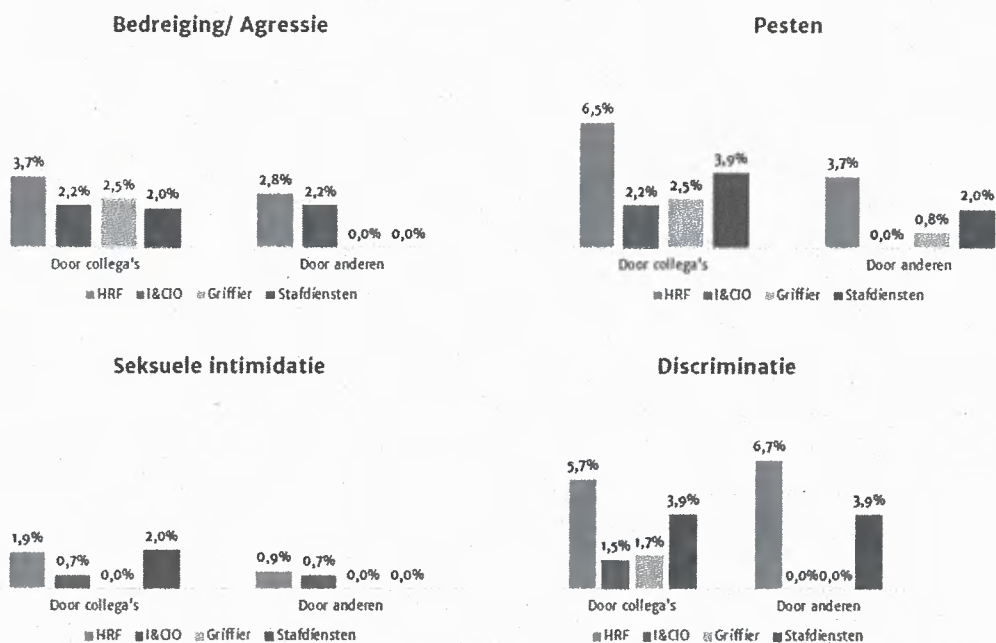 Bedreiging/ Agressie
3,7%
2,2%
2,5%
2,0%
2,8%
2,2%
0,0%
0,0%
Door collega's
Door anderen
HRF I&CIO Griffier Stafdiensten
Pesten
6,5%
2,2%
2,5%
3,9%
3,7%
0,0%
0,8%
2,0%
Door collega's
Door anderen
HRF I&CIO Griffier Stafdiensten
Seksuele intimidatie
1,9%
0,7%
0,0%
2,0%
0,9%
0,7%
0,0%
0,0%
Door collega's
Door anderen
HRF I&CIO Griffier Stafdiensten
Discriminatie
5,7%
1,5%
1,7%
3,9%
6,7%
0,0%
0,0%
3,9%
Door collega's
Door anderen
HRF I&CIO Griffier Stafdiensten